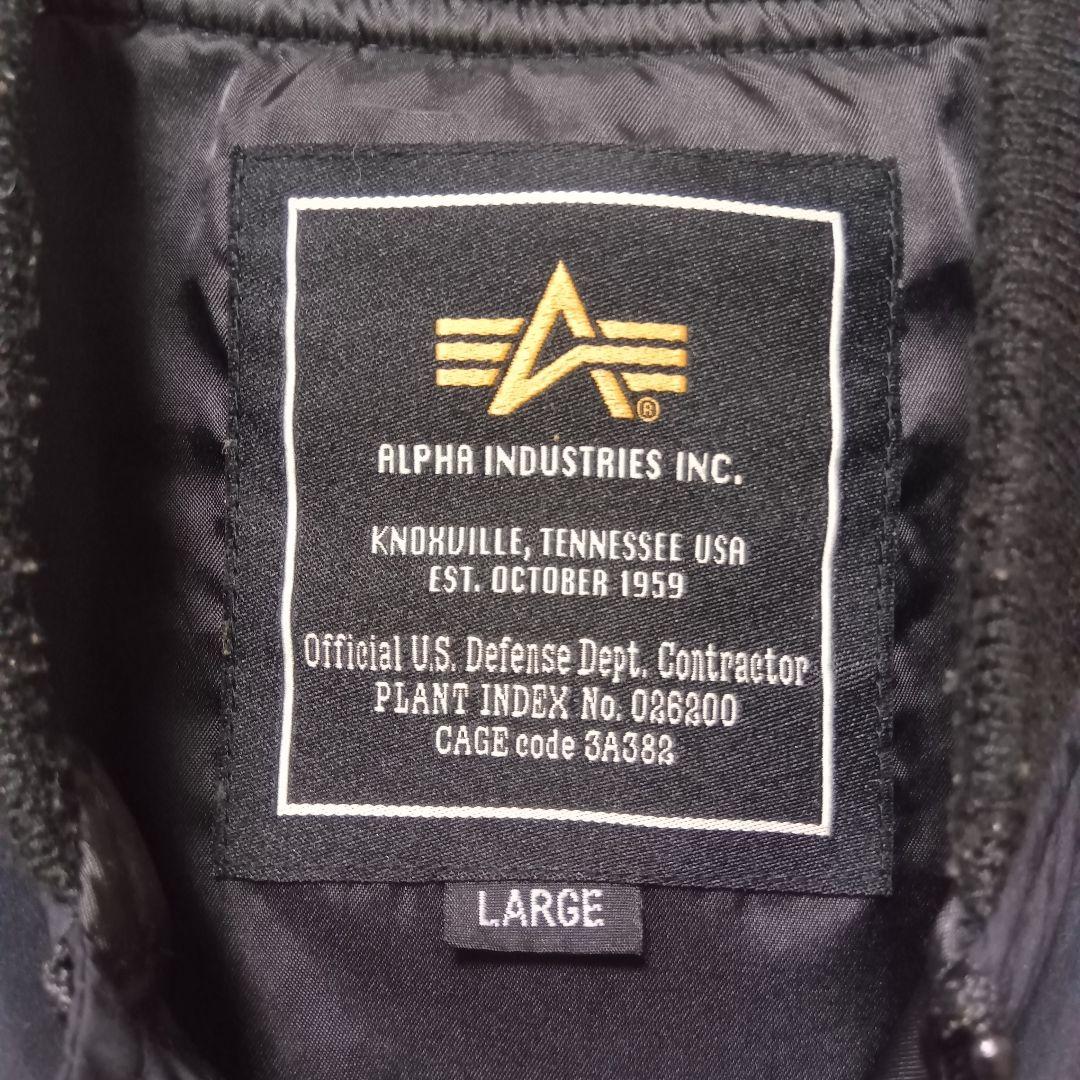 ®
ALPHA INDUSTRIES INC.
KNOXVILLE, TENNESSEE USA
EST. OCTOBER 1959
Official U.S. Defense Dept. Contractor
PLANT INDEX No. 026200
CAGE code 3A382
LARGE